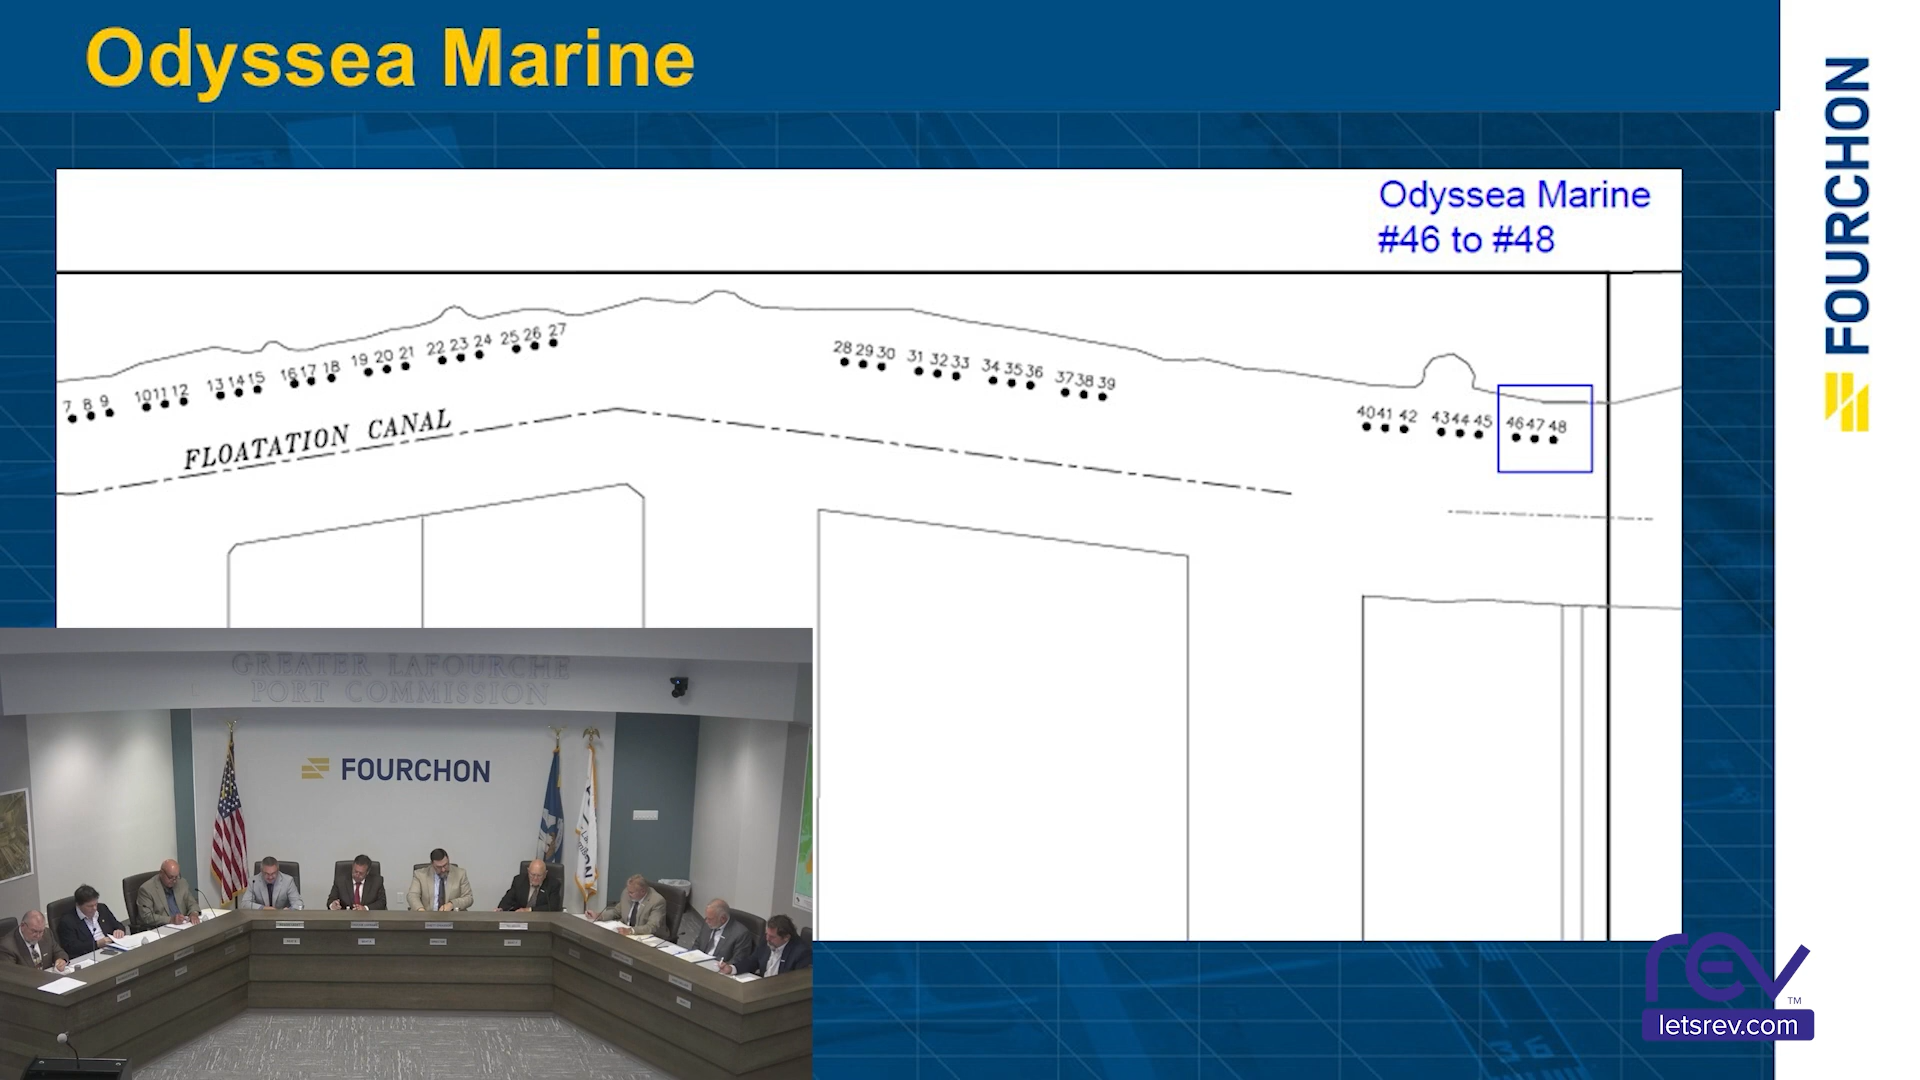 Odyssea Marine
FOURCHON
Odyssea Marine
#46 to #48
7 8 9 10 11 12 13 14 15 16 17 18 19 20 21 22 23 24 25 26 27
28 29 30 31 32 33 34 35 36 37 38 39
40 41 42 43 44 45 46 47 48
FLOATATION CANAL
GREATER LAFOURCHE
PORT COMMISSION
FOURCHON
rev™
letsrev.com